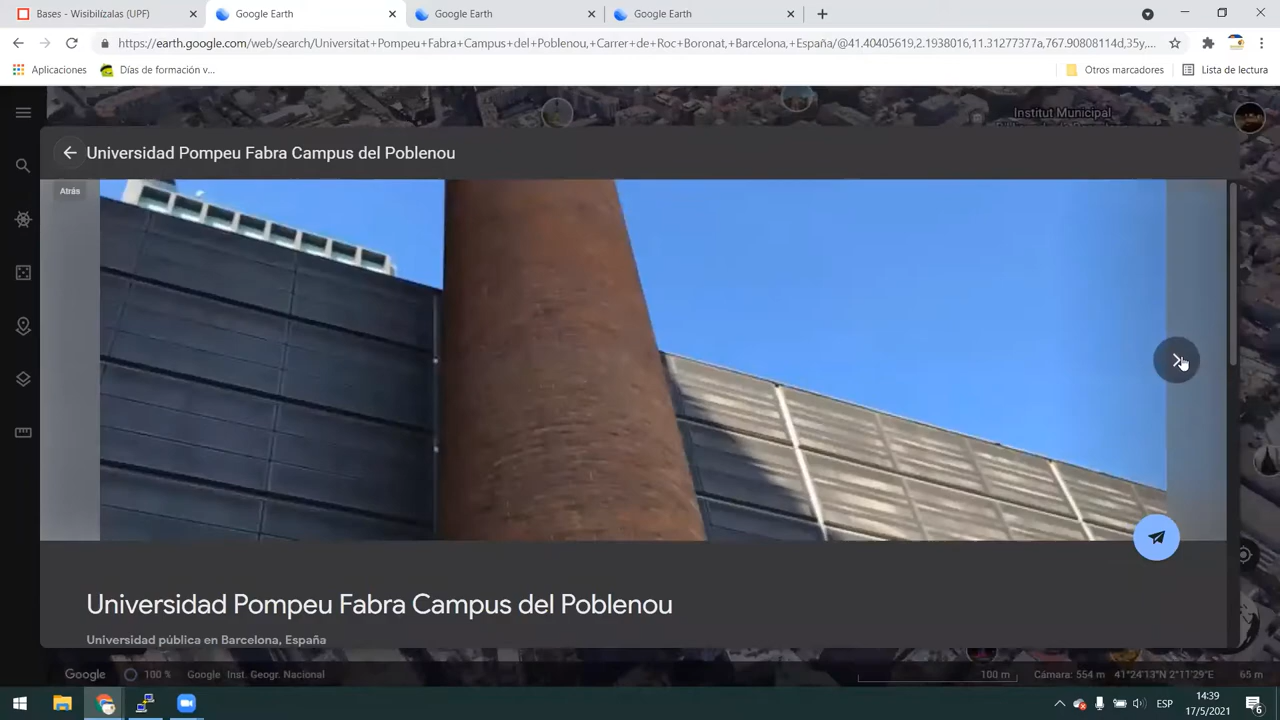 Bases - Wisibilízalas (UPF)
Google Earth
Google Earth
Google Earth
https://earth.google.com/web/search/Universitat+Pompeu+Fabra+Campus+del+Poblenou,+Carrer+de+Roc+Boronat,+Barcelona,+España/@41.40405619,2.1938016,11.31277377a,767.90808114d,35y,...
Aplicaciones
Días de formación v...
Otros marcadores
Lista de lectura
Institut Municipal
Universidad Pompeu Fabra Campus del Poblenou
Atrás
Universidad Pompeu Fabra Campus del Poblenou
Universidad pública en Barcelona, España
Google
100 %
Google
Inst. Geogr. Nacional
100 m
Cámara: 554 m
41°24'13"N 2°11'29"E
65 m
ESP
14:39
17/5/2021
6